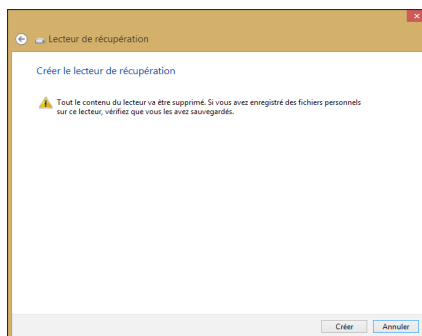 Lecteur de récupération
Créer le lecteur de récupération
Tout le contenu du lecteur va être supprimé. Si vous avez enregistré des fichiers personnels
sur ce lecteur, vérifiez que vous les avez sauvegardés.
Créer Annuler